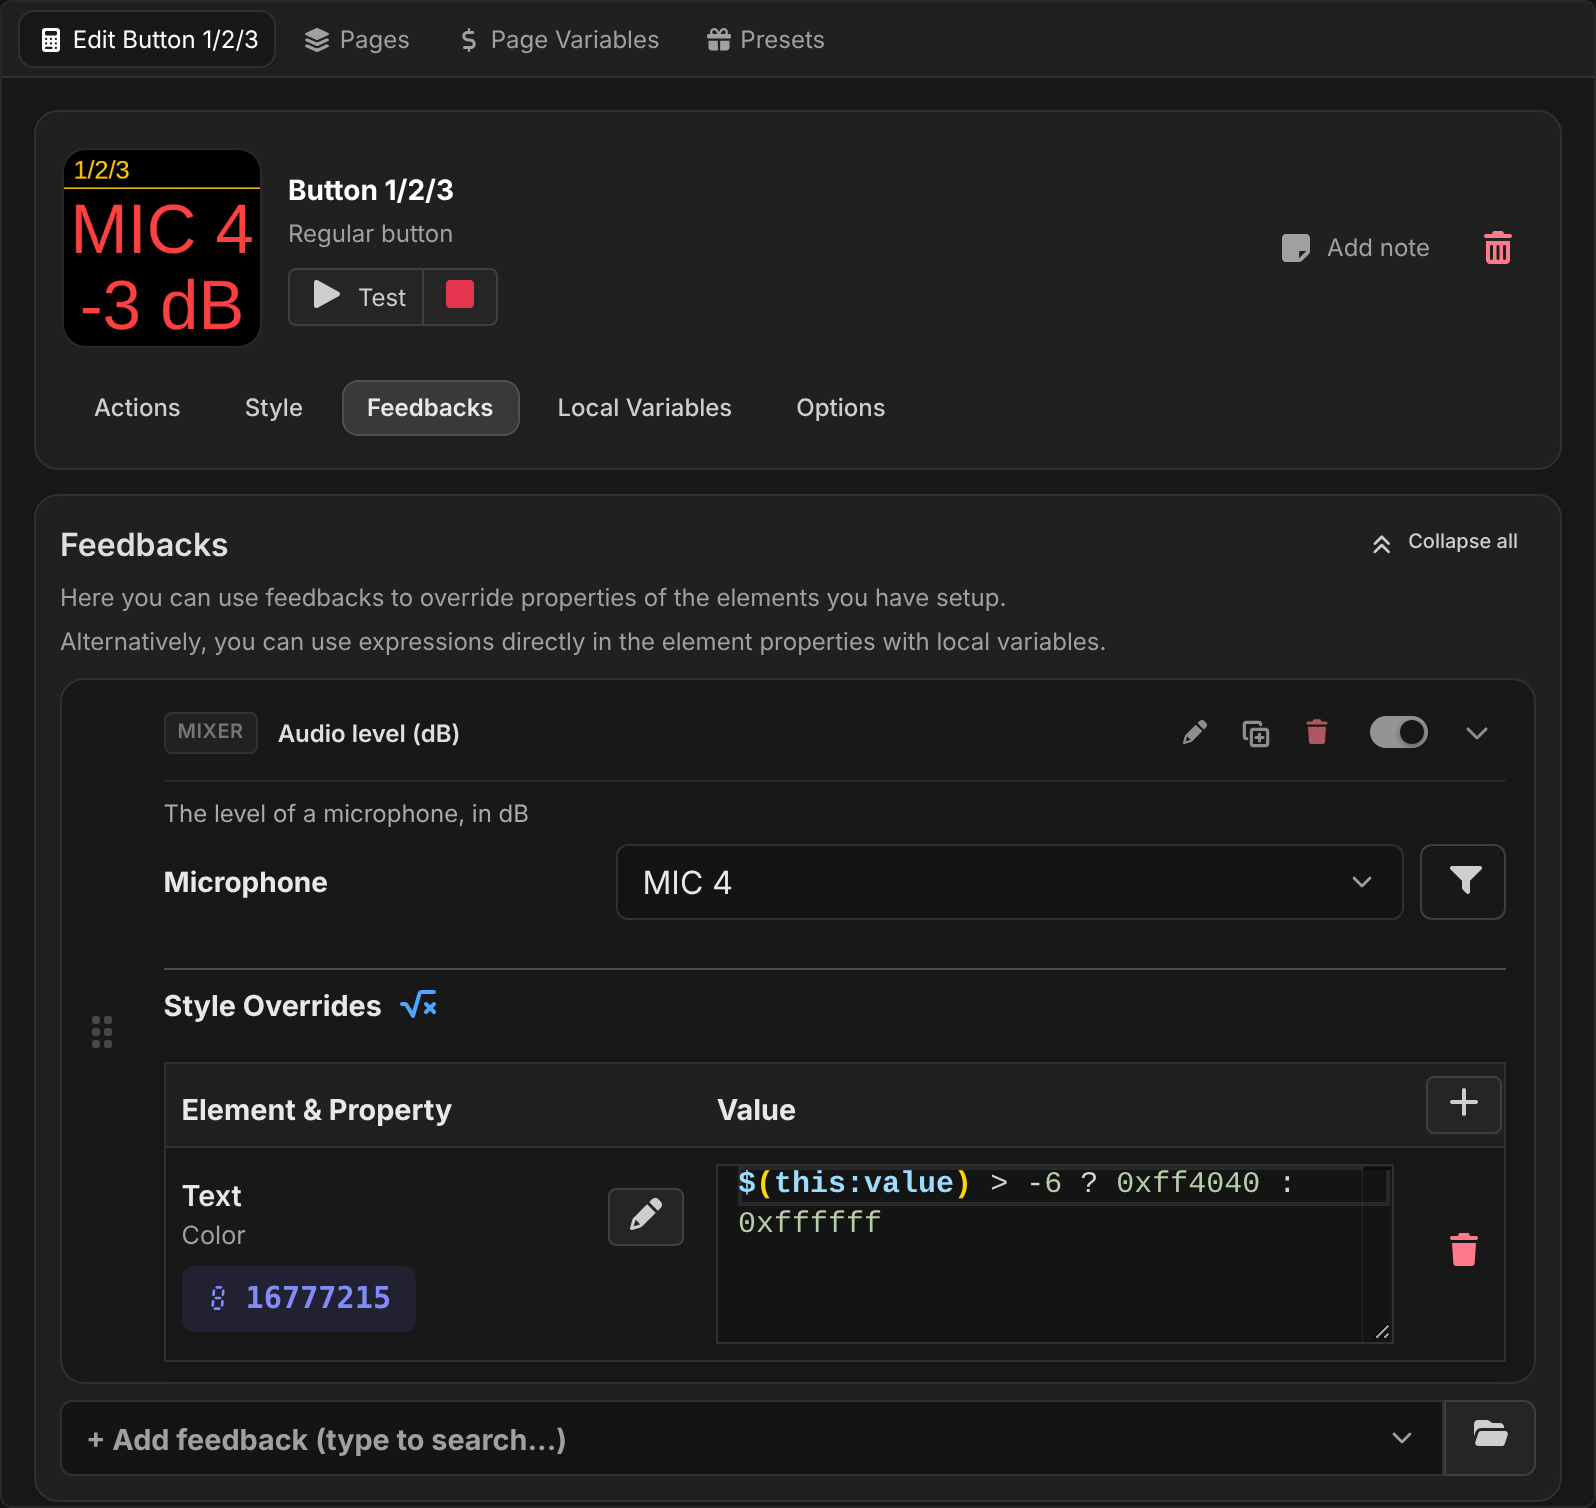 Edit Button 1/2/3
Pages
Page Variables
Presets
1/2/3
MIC 4
-3 dB
Button 1/2/3
Regular button
Test
Add note
Actions
Style
Feedbacks
Local Variables
Options
Feedbacks
Collapse all
Here you can use feedbacks to override properties of the elements you have setup.
Alternatively, you can use expressions directly in the element properties with local variables.
MIXER
Audio level (dB)
The level of a microphone, in dB
Microphone
MIC 4
Style Overrides
Element & Property
Value
Text
Color
16777215
$(this:value) > -6 ? 0xff4040 :
0xffffff
+ Add feedback (type to search...)